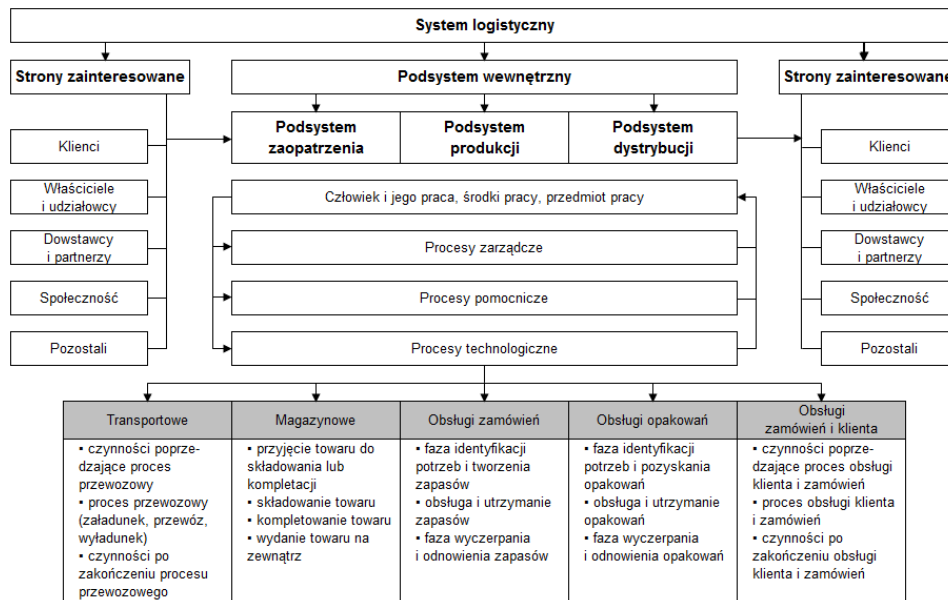 System logistyczny
Strony zainteresowane
Podsystem wewnętrzny
Strony zainteresowane
Podsystem
zaopatrzenia
Podsystem
produkcji
Podsystem
dystrybucji
Klienci
Właściciele
i udziałowcy
Dowstawcy
i partnerzy
Społeczność
Pozostali
Człowiek i jego praca, środki pracy, przedmiot pracy
Procesy zarządcze
Procesy pomocnicze
Procesy technologiczne
Klienci
Właściciele
i udziałowcy
Dowstawcy
i partnerzy
Społeczność
Pozostali
Transportowe
▪ czynności poprze-
dzające proces
przewozowy
▪ proces przewozowy
(załadunek, przewóz,
wyładunek)
▪ czynności po
zakończeniu procesu
przewozowego
Magazynowe
▪ przyjęcie towaru do
składowania lub
kompletacji
▪ składowanie towaru
▪ kompletowanie towaru
▪ wydanie towaru na
zewnątrz
Obsługi zamówień
▪ faza identyfikacji
potrzeb i tworzenia
zapasów
▪ obsługa i utrzymanie
zapasów
▪ faza wyczerpania
i odnowienia zapasów
Obsługi opakowań
▪ faza identyfikacji
potrzeb i pozyskania
opakowań
▪ obsługa i utrzymanie
opakowań
▪ faza wyczerpania
i odnowienia opakowań
Obsługi
zamówień i klienta
▪ czynności poprze-
dzające proces obsługi
klienta i zamówień
▪ proces obsługi klienta
i zamówień
▪ czynności po
zakończeniu obsługi
klienta i zamówień